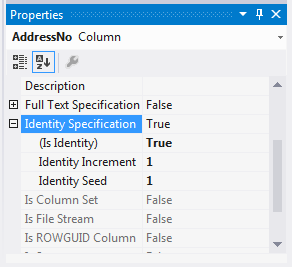 Properties
AddressNo Column
Description
Full Text Specification False
Identity Specification True
(Is Identity) True
Identity Increment 1
Identity Seed 1
Is Column Set False
Is File Stream False
Is ROWGUID Column False